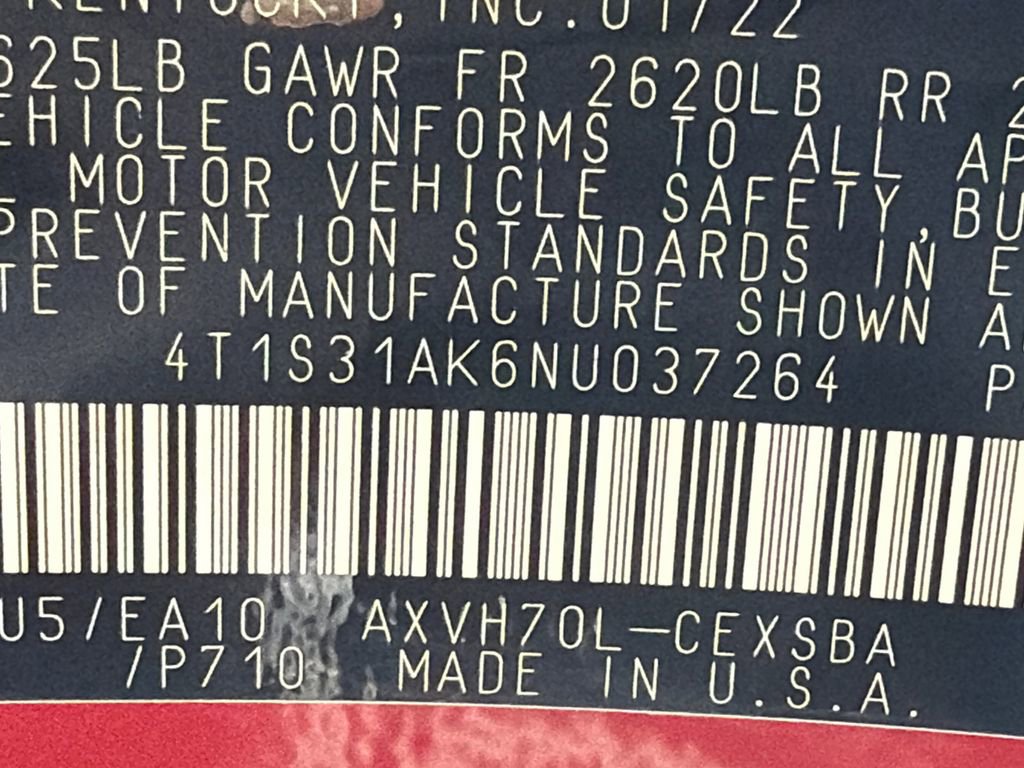 KENTUCKY, INC. 01/22
625LB GAWR FR 2620LB RR 2
EHICLE CONFORMS TO ALL AP
L MOTOR VEHICLE SAFETY, BU
PREVENTION STANDARDS IN E
TE OF MANUFACTURE SHOWN A
4T1S31AK6NU037264 P
U5/EA10 AXVH70L-CEXSBA
/P710 MADE IN U.S.A.